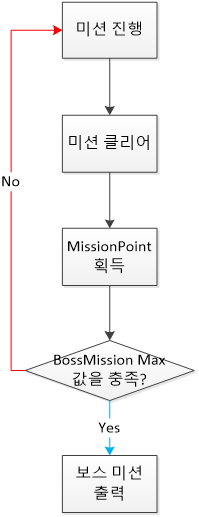 미션 진행
미션 클리어
No
MissionPoint
획득
BossMission Max
값을 충족?
Yes
보스 미션
출력